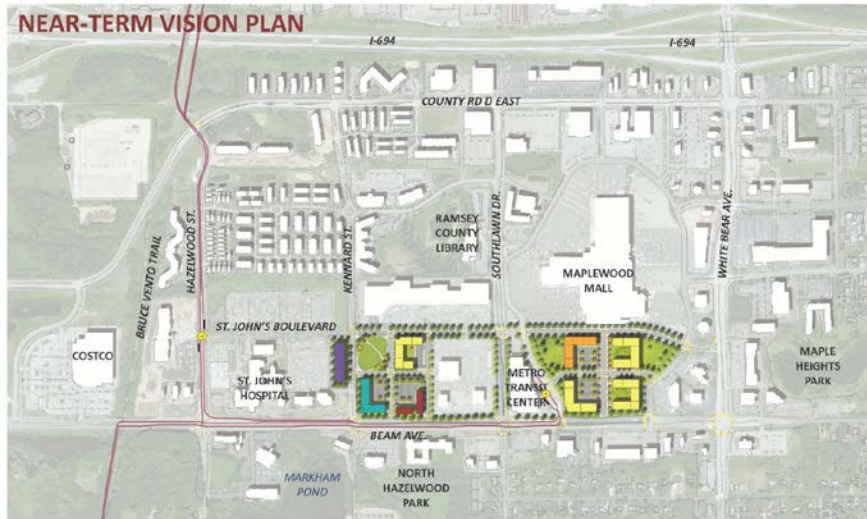 NEAR-TERM VISION PLAN
I-694
I-694
COUNTY RD D EAST
BRUCE VENTO TRAIL
HAZELWOOD ST.
KENNARD ST.
RAMSEY
COUNTY
LIBRARY
SOUTHLAWN DR.
MAPLEWOOD
MALL
WHITE BEAR AVE.
ST. JOHN'S BOULEVARD
COSTCO
ST. JOHN'S
HOSPITAL
METRO
TRANSIT
CENTER
MAPLE
HEIGHTS
PARK
BEAM AVE.
MARKHAM
POND
NORTH
HAZELWOOD
PARK